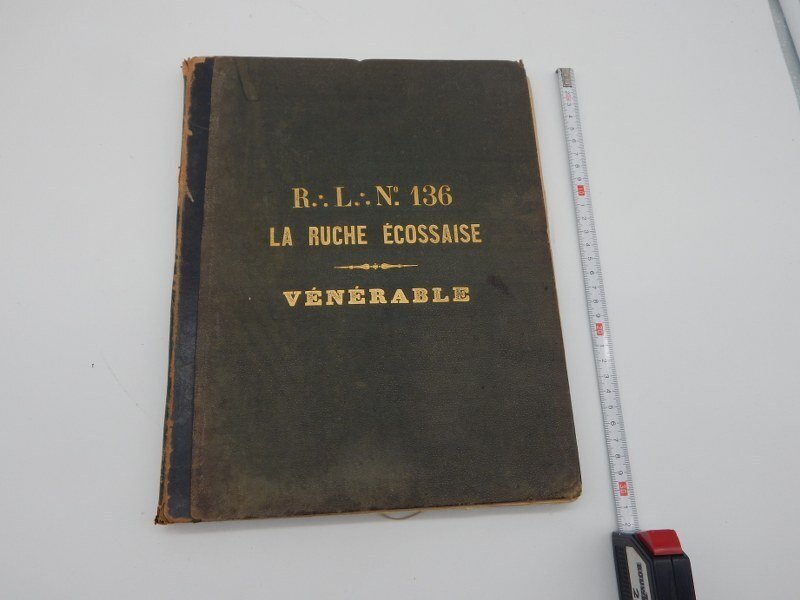 R∴ L∴ Nº 136
LA RUCHE ÉCOSSAISE
VÉNÉRABLE